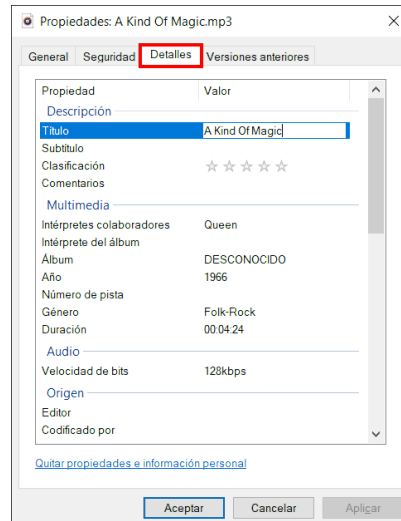 Propiedades: A Kind Of Magic.mp3
General Seguridad Detalles Versiones anteriores
Propiedad Valor
Descripción
Título A Kind Of Magic
Subtítulo
Clasificación
Comentarios
Multimedia
Intérpretes colaboradores Queen
Intérprete del álbum
Álbum DESCONOCIDO
Año 1966
Número de pista
Género Folk-Rock
Duración 00:04:24
Audio
Velocidad de bits 128kbps
Origen
Editor
Codificado por
Quitar propiedades e información personal
Aceptar Cancelar Aplicar